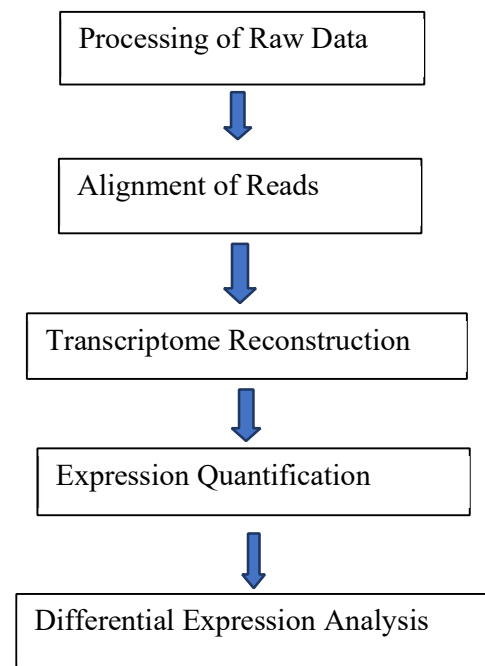 Processing of Raw Data
Alignment of Reads
Transcriptome Reconstruction
Expression Quantification
Differential Expression Analysis